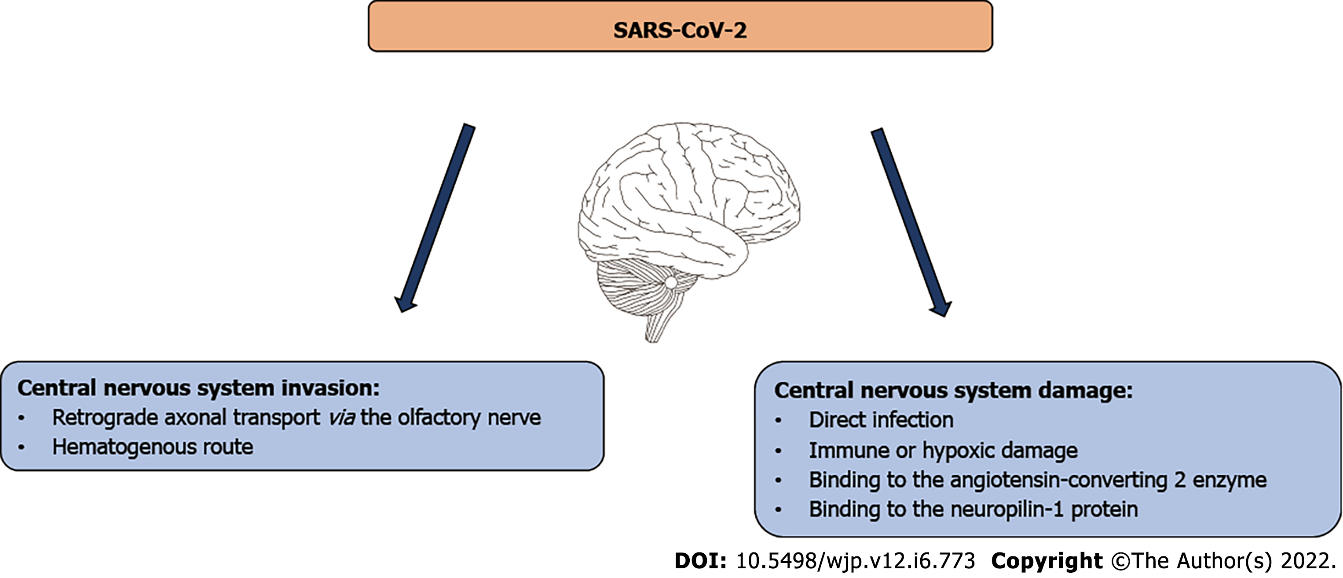 SARS-CoV-2
Central nervous system invasion:
• Retrograde axonal transport via the olfactory nerve
• Hematogenous route
Central nervous system damage:
• Direct infection
• Immune or hypoxic damage
• Binding to the angiotensin-converting 2 enzyme
• Binding to the neuropilin-1 protein
DOI: 10.5498/wjp.v12.i6.773 Copyright ©The Author(s) 2022.